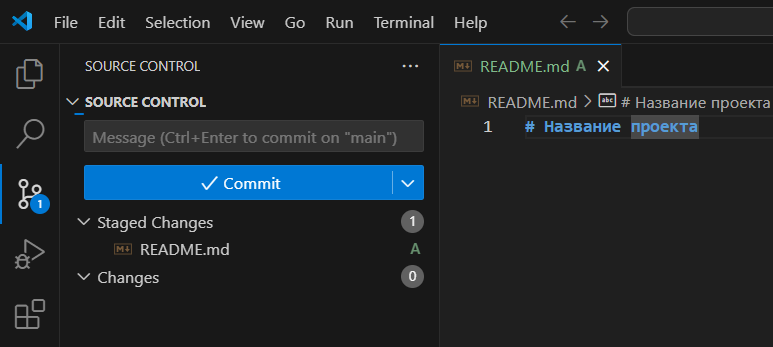 File Edit Selection View Go Run Terminal Help
SOURCE CONTROL ...
README.md A
SOURCE CONTROL
README.md > # Название проекта
Message (Ctrl+Enter to commit on "main")
1 # Название проекта
Commit
1
Staged Changes 1
README.md A
Changes 0